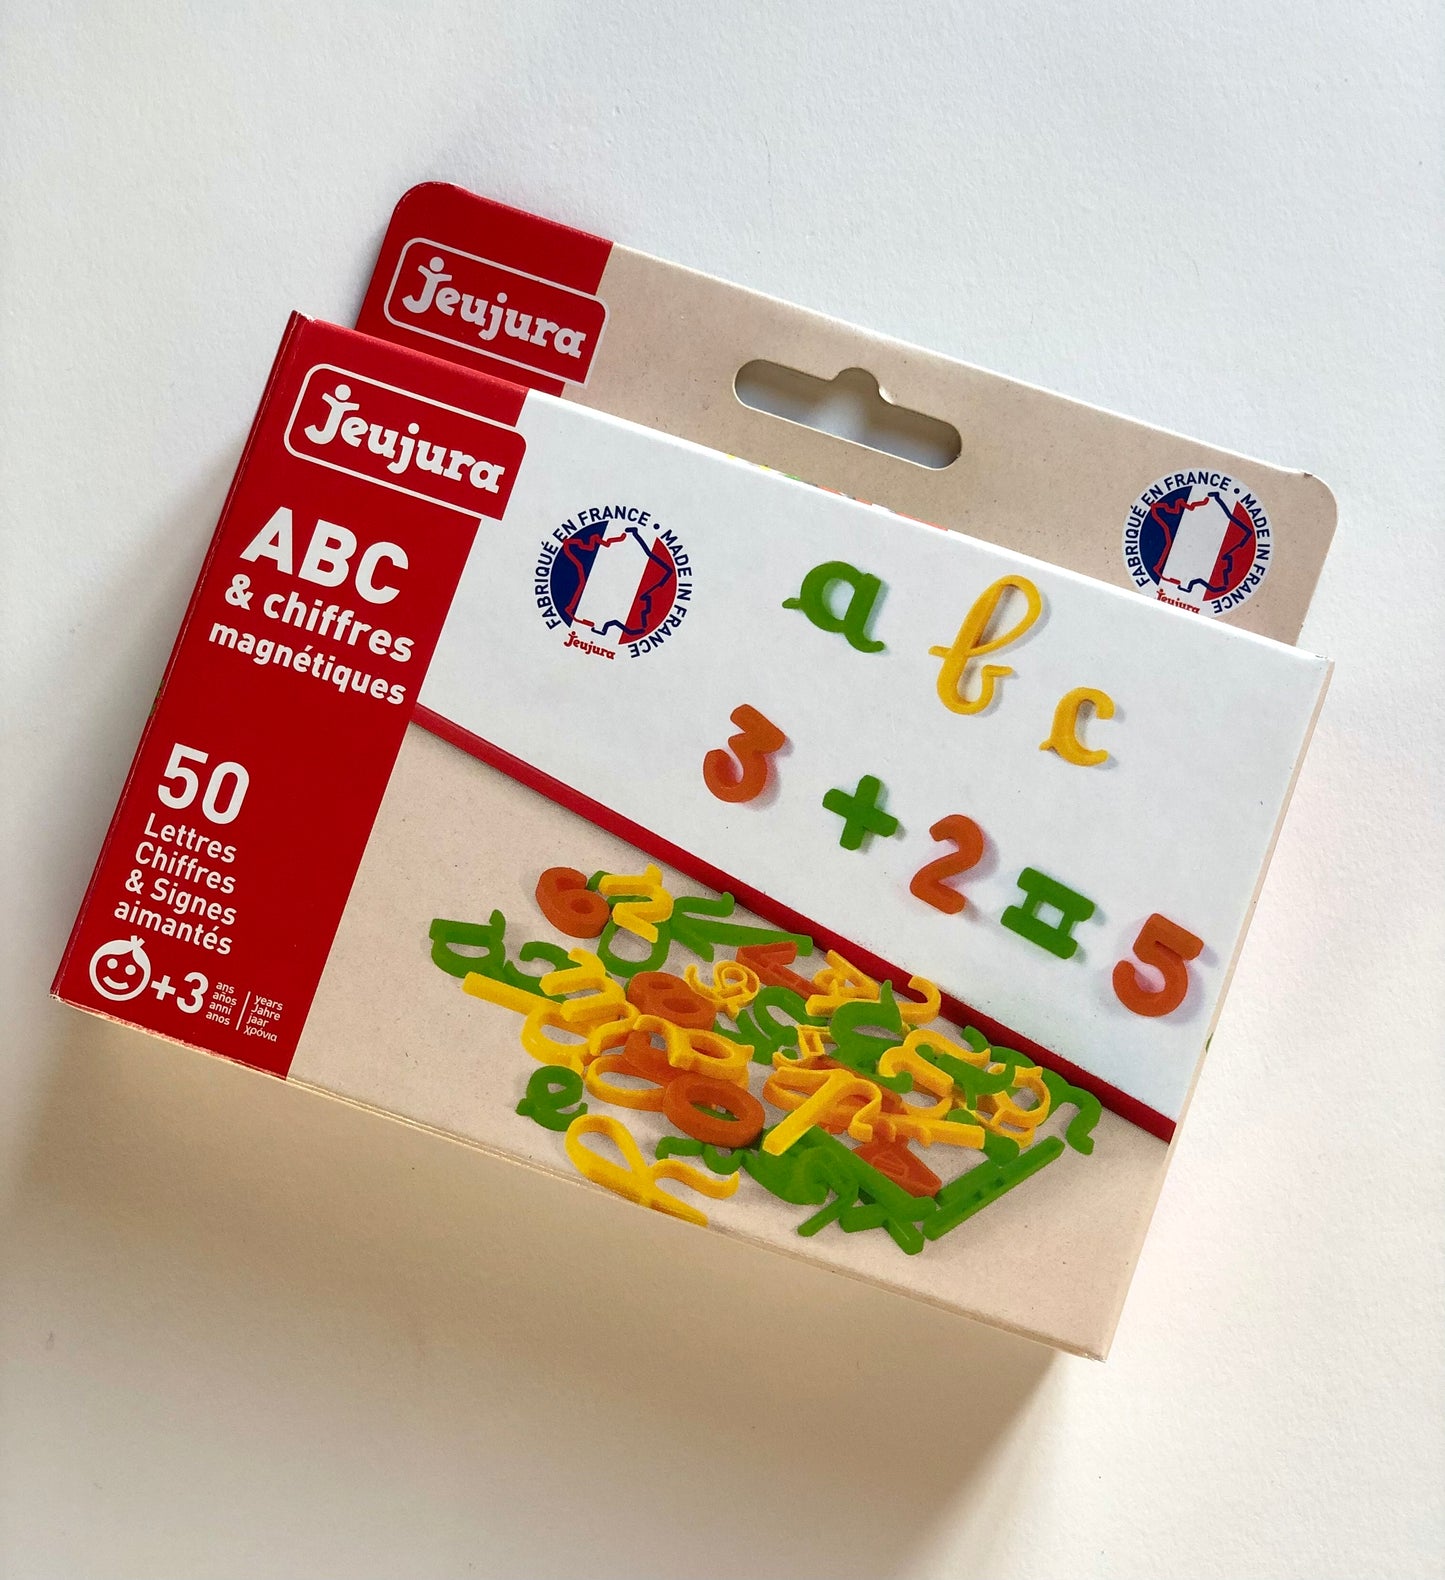 Jeujura
FABRIQUÉ EN FRANCE • MADE IN FRANCE
Jeujura
Jeujura
ABC
& chiffres
magnétiques
50
Lettres
Chiffres
& Signes
aimantés
+3
ans
años
anni
anos
years
Jahre
jaar
χρόνια
FABRIQUÉ EN FRANCE • MADE IN FRANCE
Jeujura
a b c
3 + 2 = 5